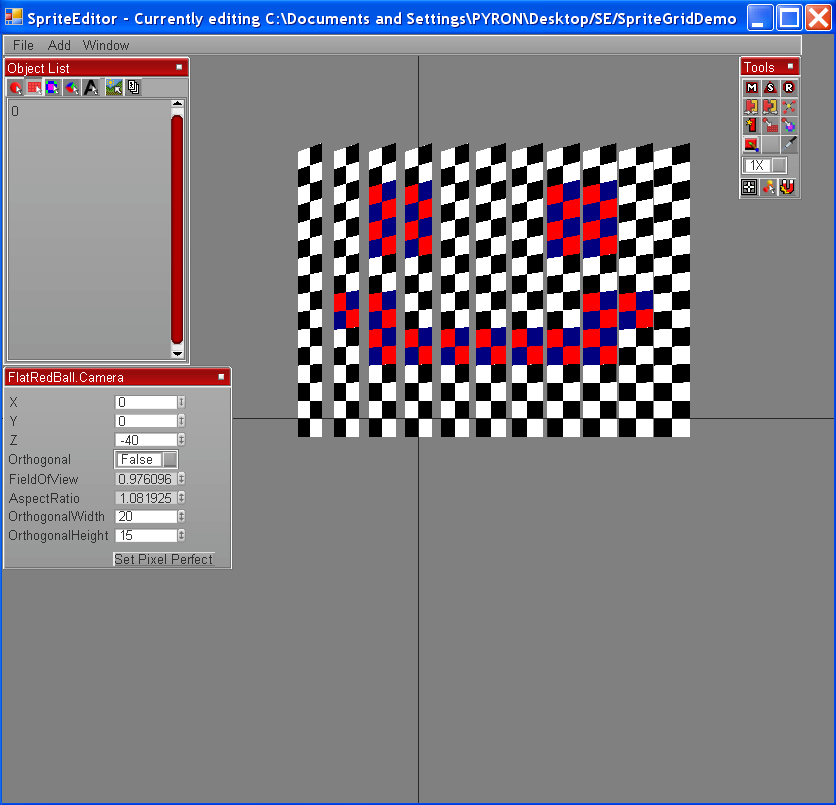 SpriteEditor - Currently editing C:\Documents and Settings\PYRON\Desktop/SE/SpriteGridDemo
File Add Window
Object List
A
0
Tools
M S R
1X
FlatRedBall.Camera
X 0
Y 0
Z -40
Orthogonal False
FieldOfView 0.976096
AspectRatio 1.081925
OrthogonalWidth 20
OrthogonalHeight 15
Set Pixel Perfect